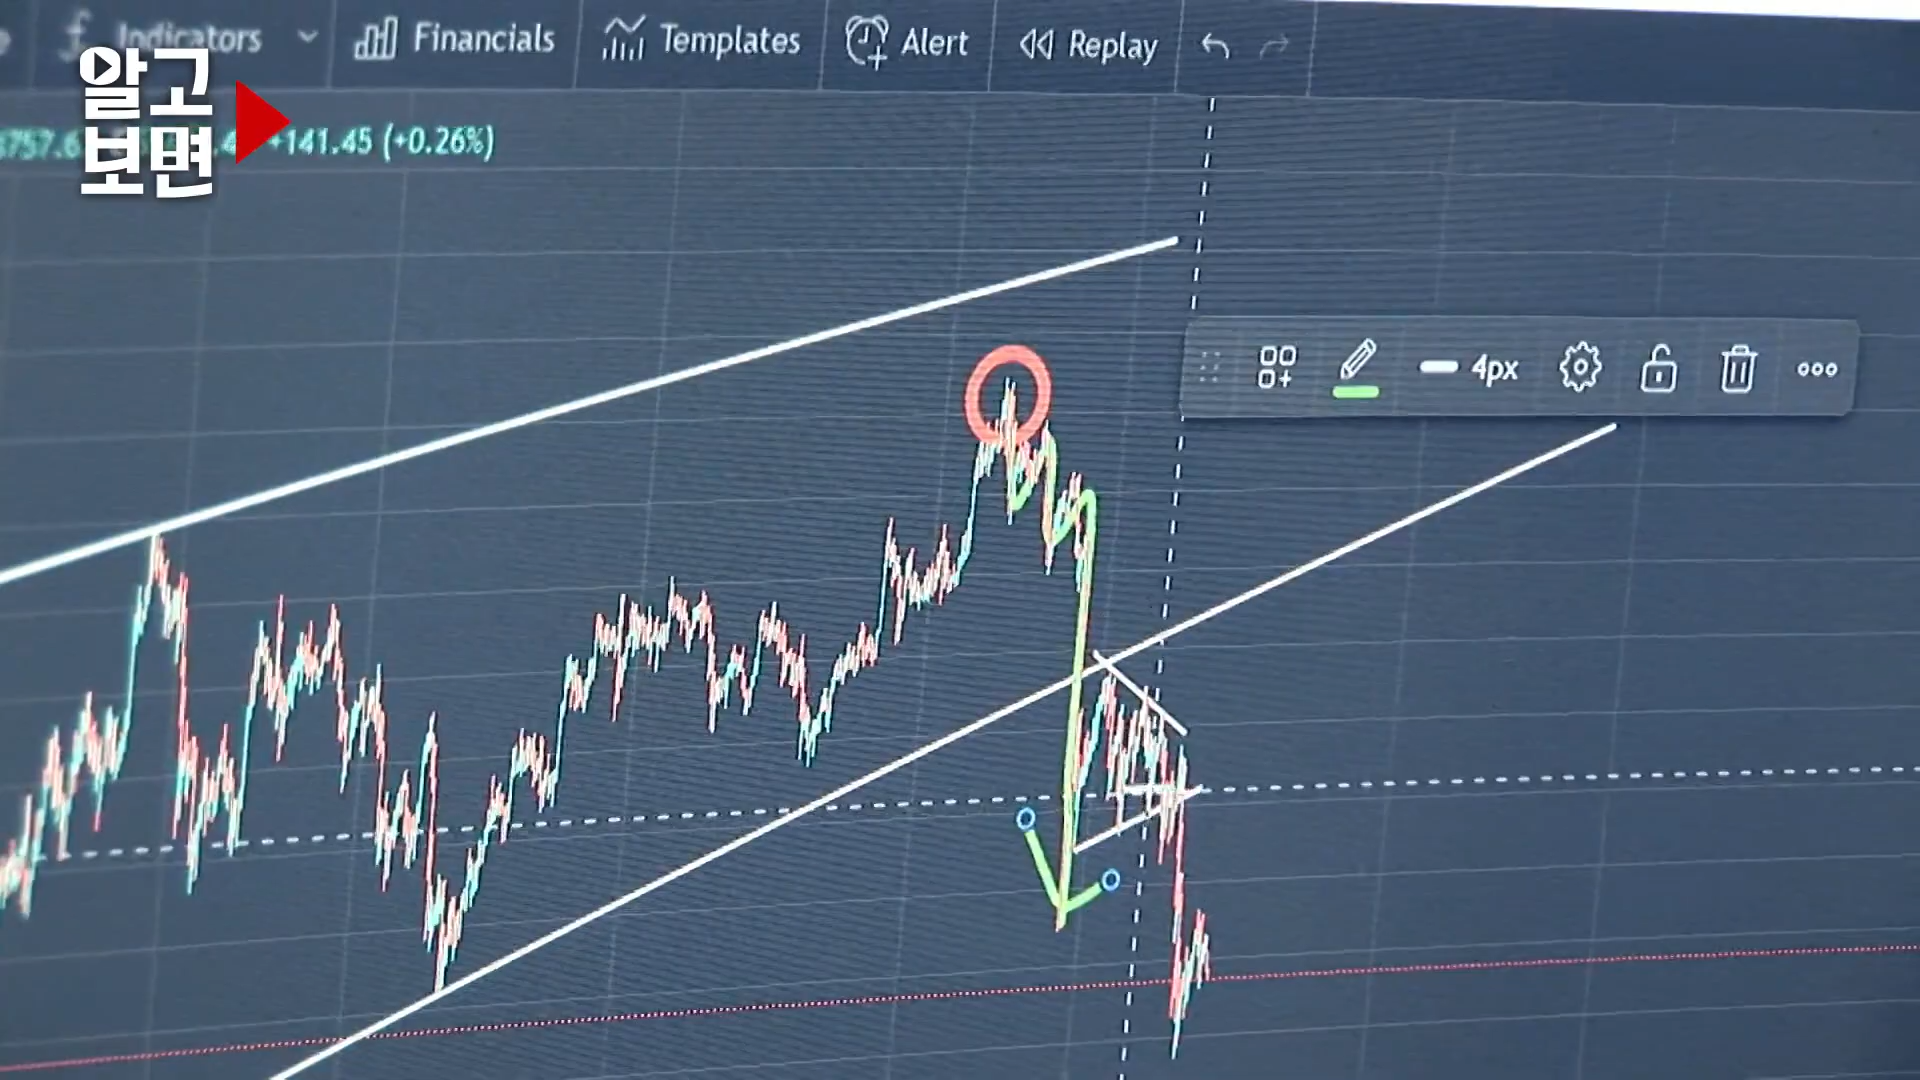 Indicators
Financials
Templates
Alert
Replay
알고
보면
+141.45 (+0.26%)
4px